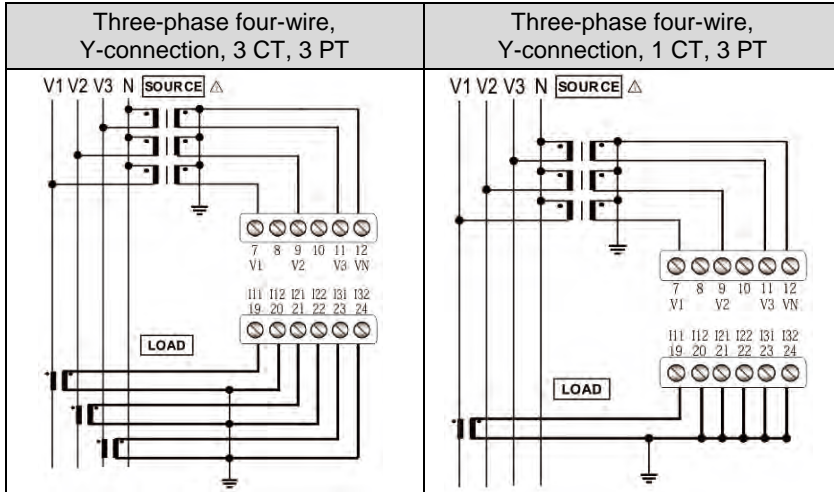 Three-phase four-wire,
Y-connection, 3 CT, 3 PT
V1 V2 V3 N SOURCE ⚠
7 8 9 10 11 12
V1 V2 V3 VN
I11 I12 I21 I22 I31 I32
19 20 21 22 23 24
LOAD
Three-phase four-wire,
Y-connection, 1 CT, 3 PT
V1 V2 V3 N SOURCE ⚠
7 8 9 10 11 12
V1 V2 V3 VN
I11 I12 I21 I22 I31 I32
19 20 21 22 23 24
LOAD